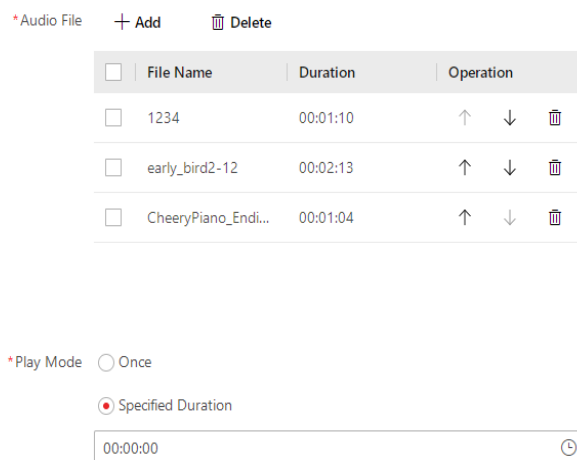 *Audio File + Add Delete
File Name Duration Operation
1234 00:01:10
early_bird2-12 00:02:13
CheeryPiano_Endi... 00:01:04
*Play Mode Once
Specified Duration
00:00:00